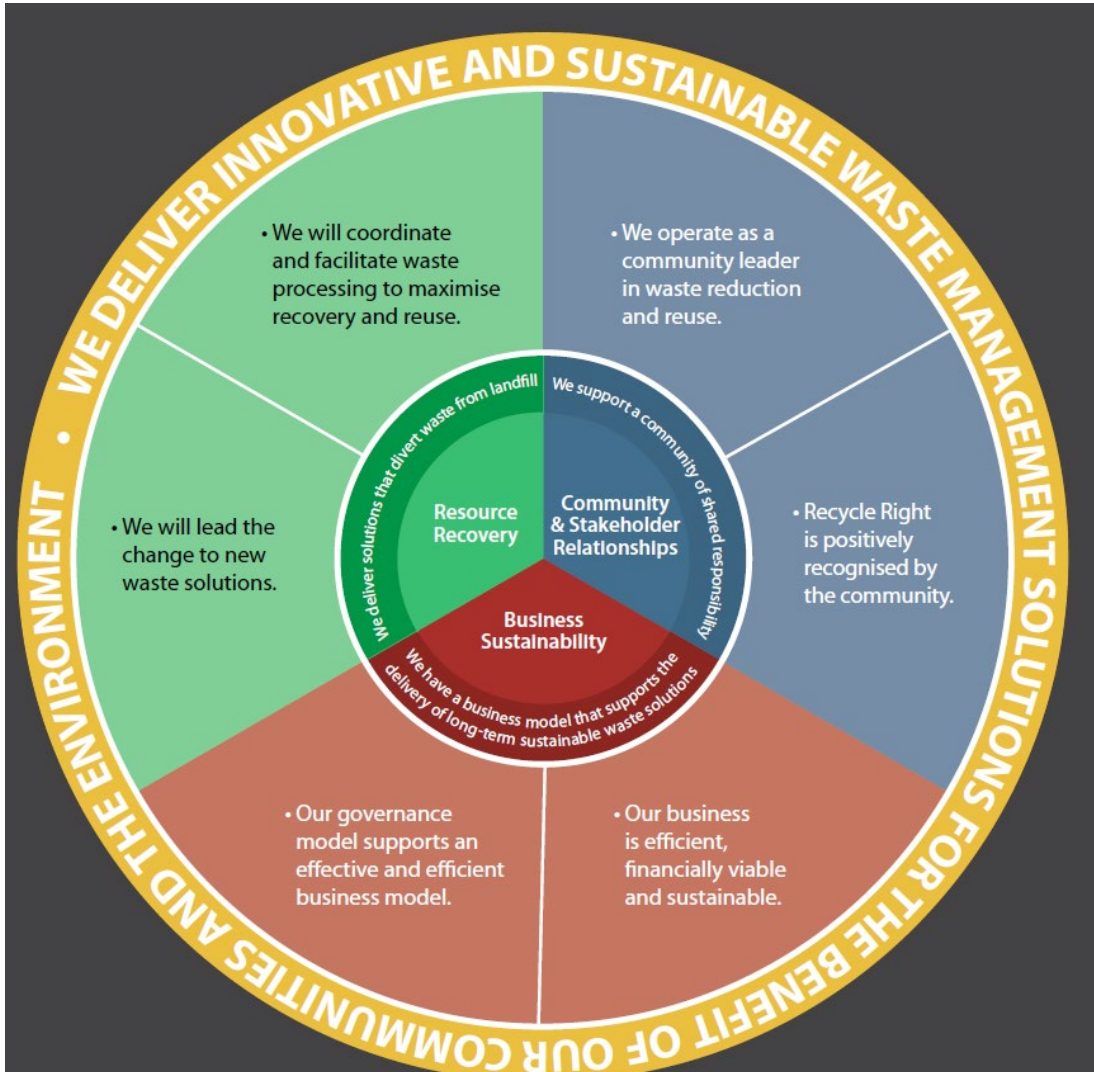 WE DELIVER INNOVATIVE AND SUSTAINABLE WASTE MANAGEMENT SOLUTIONS FOR THE BENEFIT OF OUR COMMUNITIES AND THE ENVIRONMENT •
• We will coordinate
and facilitate waste
processing to maximise
recovery and reuse.
• We operate as a
community leader
in waste reduction
and reuse.
• We will lead the
change to new
waste solutions.
We deliver solutions that divert waste from landfill
Resource
Recovery
We support a community of shared responsibility
Community
& Stakeholder
Relationships
• Recycle Right
is positively
recognised by
the community.
Business
Sustainability
We have a business model that supports the
delivery of long-term sustainable waste solutions
• Our governance
model supports an
effective and efficient
business model.
• Our business
is efficient,
financially viable
and sustainable.